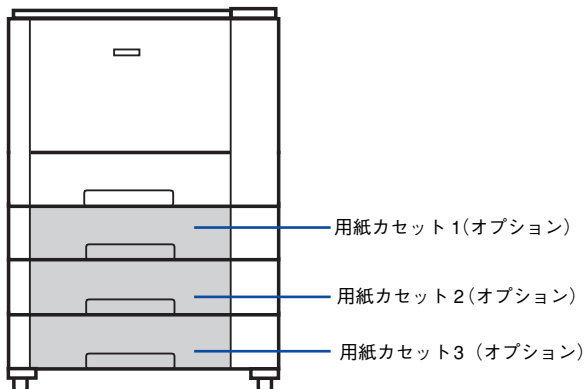 用紙カセット 1（オプション）
用紙カセット 2（オプション）
用紙カセット3（オプション）